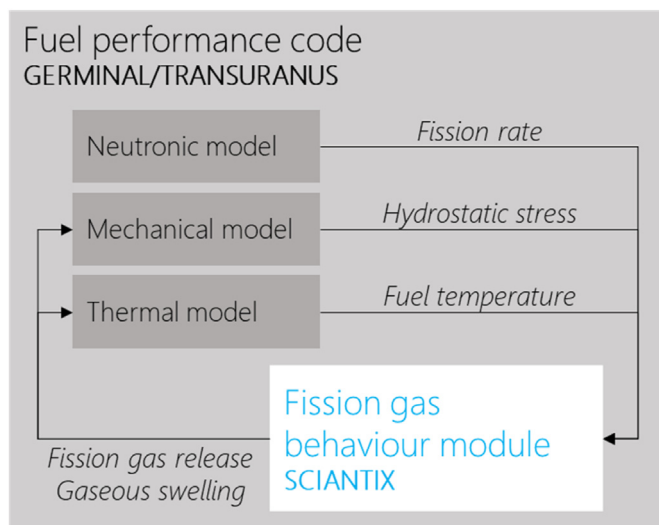 Fuel performance code
GERMINAL/TRANSURANUS
Neutronic model
Fission rate
Mechanical model
Hydrostatic stress
Thermal model
Fuel temperature
Fission gas
behaviour module
SCIANTIX
Fission gas release
Gaseous swelling